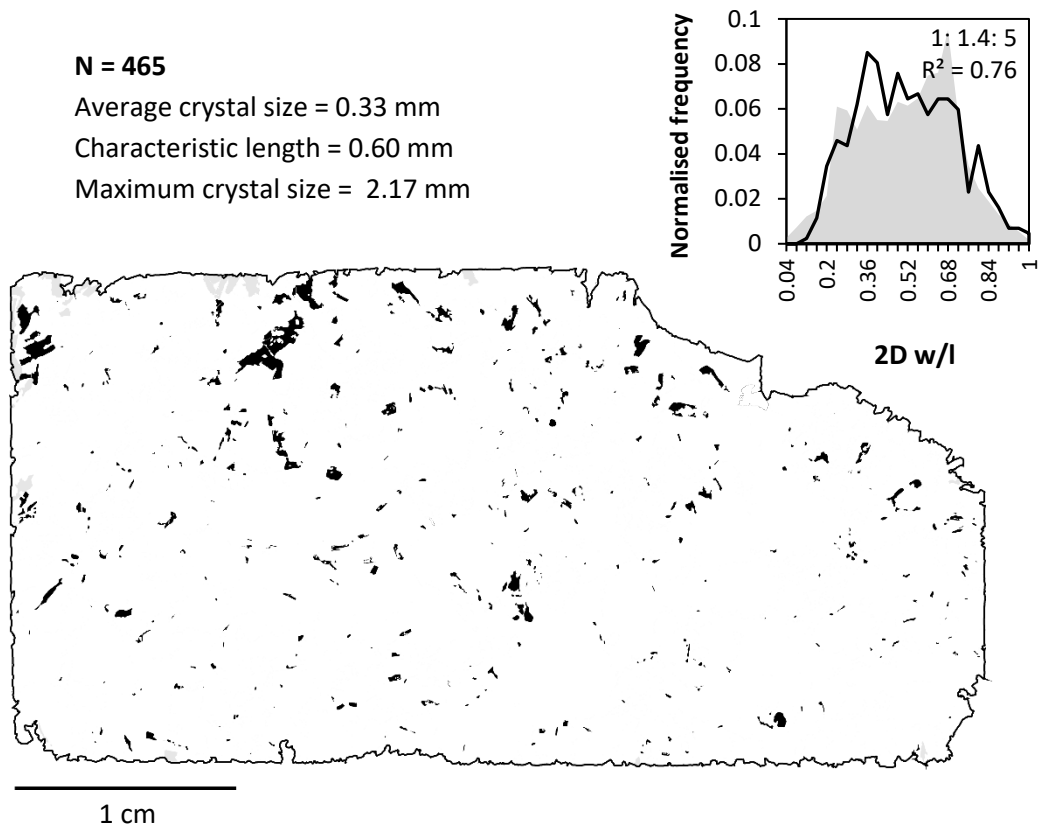 N = 465
Average crystal size = 0.33 mm
Characteristic length = 0.60 mm
Maximum crystal size =  2.17 mm
Normalised frequency
0.1
0.08
0.06
0.04
0.02
0
1: 1.4: 5
R² = 0.76
0.04
0.2
0.36
0.52
0.68
0.84
1
2D w/l
1 cm